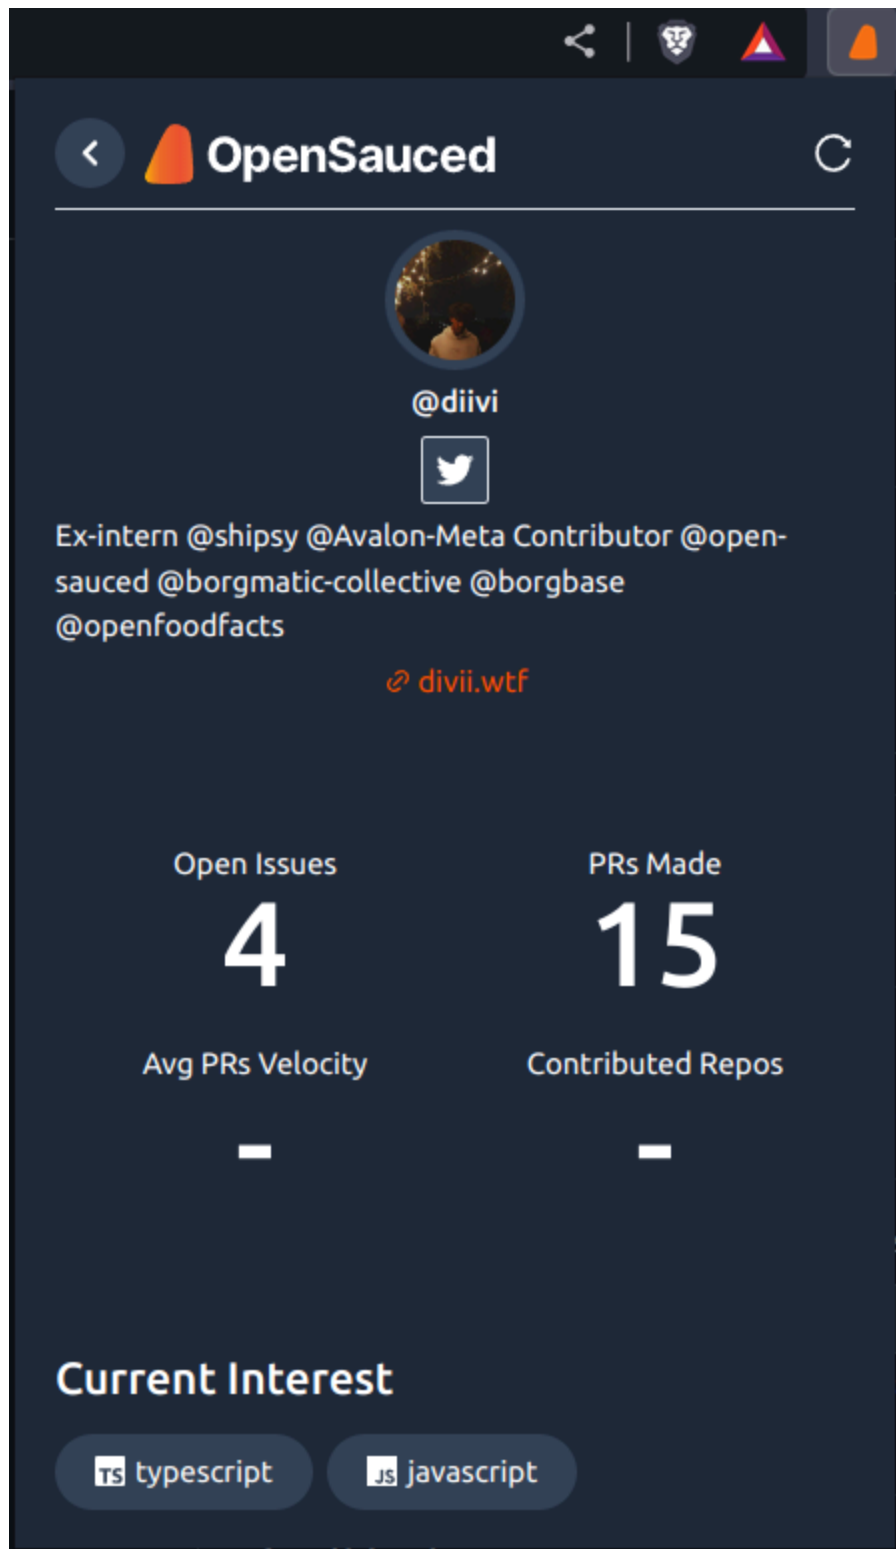 OpenSauced
@diivi
Ex-intern @shipsy @Avalon-Meta Contributor @open-
sauced @borgmatic-collective @borgbase
@openfoodfacts
divii.wtf
Open Issues
4
PRs Made
15
Avg PRs Velocity
-
Contributed Repos
-
Current Interest
TS typescript
JS javascript